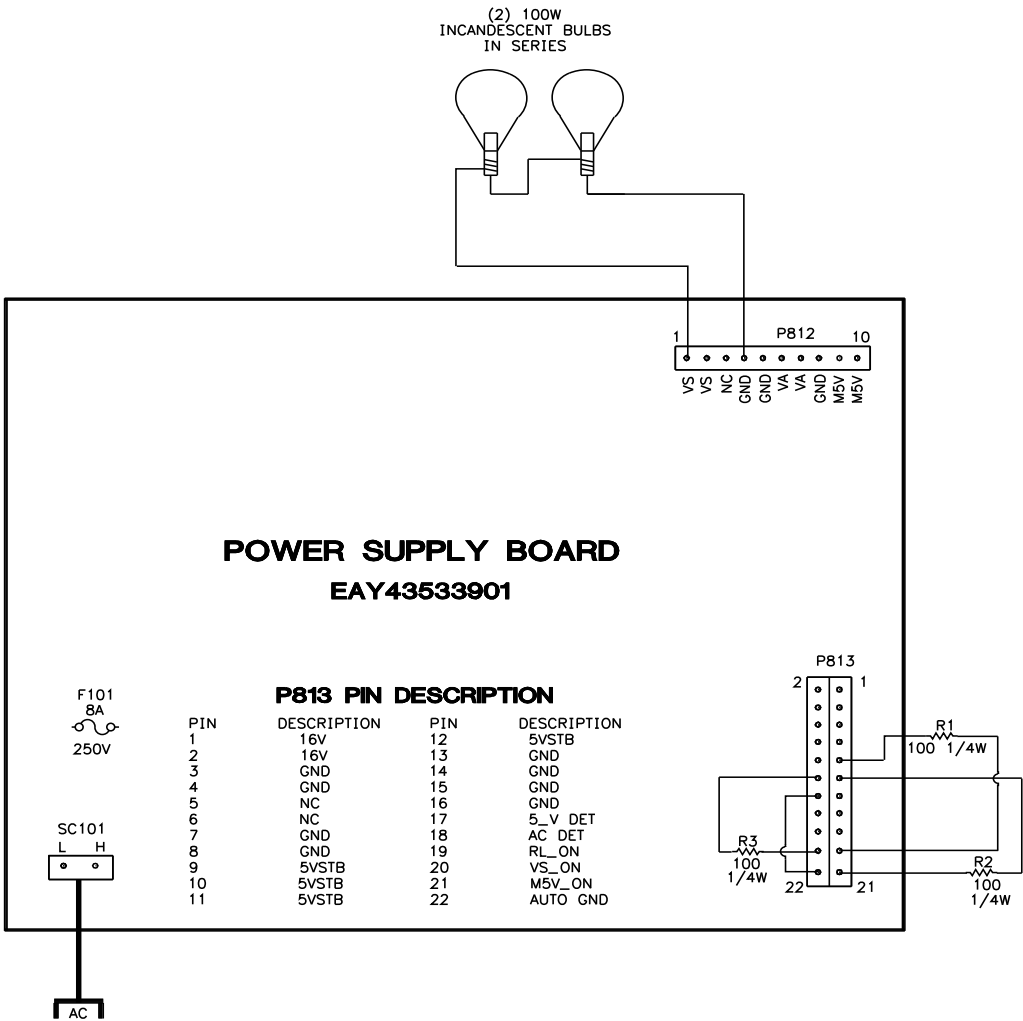 (2) 100W
INCANDESCENT BULBS
IN SERIES
1 P812 10
VS VS NC GND GND VA VA GND M5V M5V
POWER SUPPLY BOARD
EAY43533901
P813
2 1
F101
8A
250V
P813 PIN DESCRIPTION
PIN DESCRIPTION PIN DESCRIPTION
1 16V 12 5VSTB
2 16V 13 GND
3 GND 14 GND
4 GND 15 GND
5 NC 16 GND
6 NC 17 5_V DET
7 GND 18 AC DET
8 GND 19 RL_ON
9 5VSTB 20 VS_ON
10 5VSTB 21 M5V_ON
11 5VSTB 22 AUTO GND
R1
100 1/4W
R3
100
1/4W
R2
100
1/4W
22 21
SC101
L H
AC